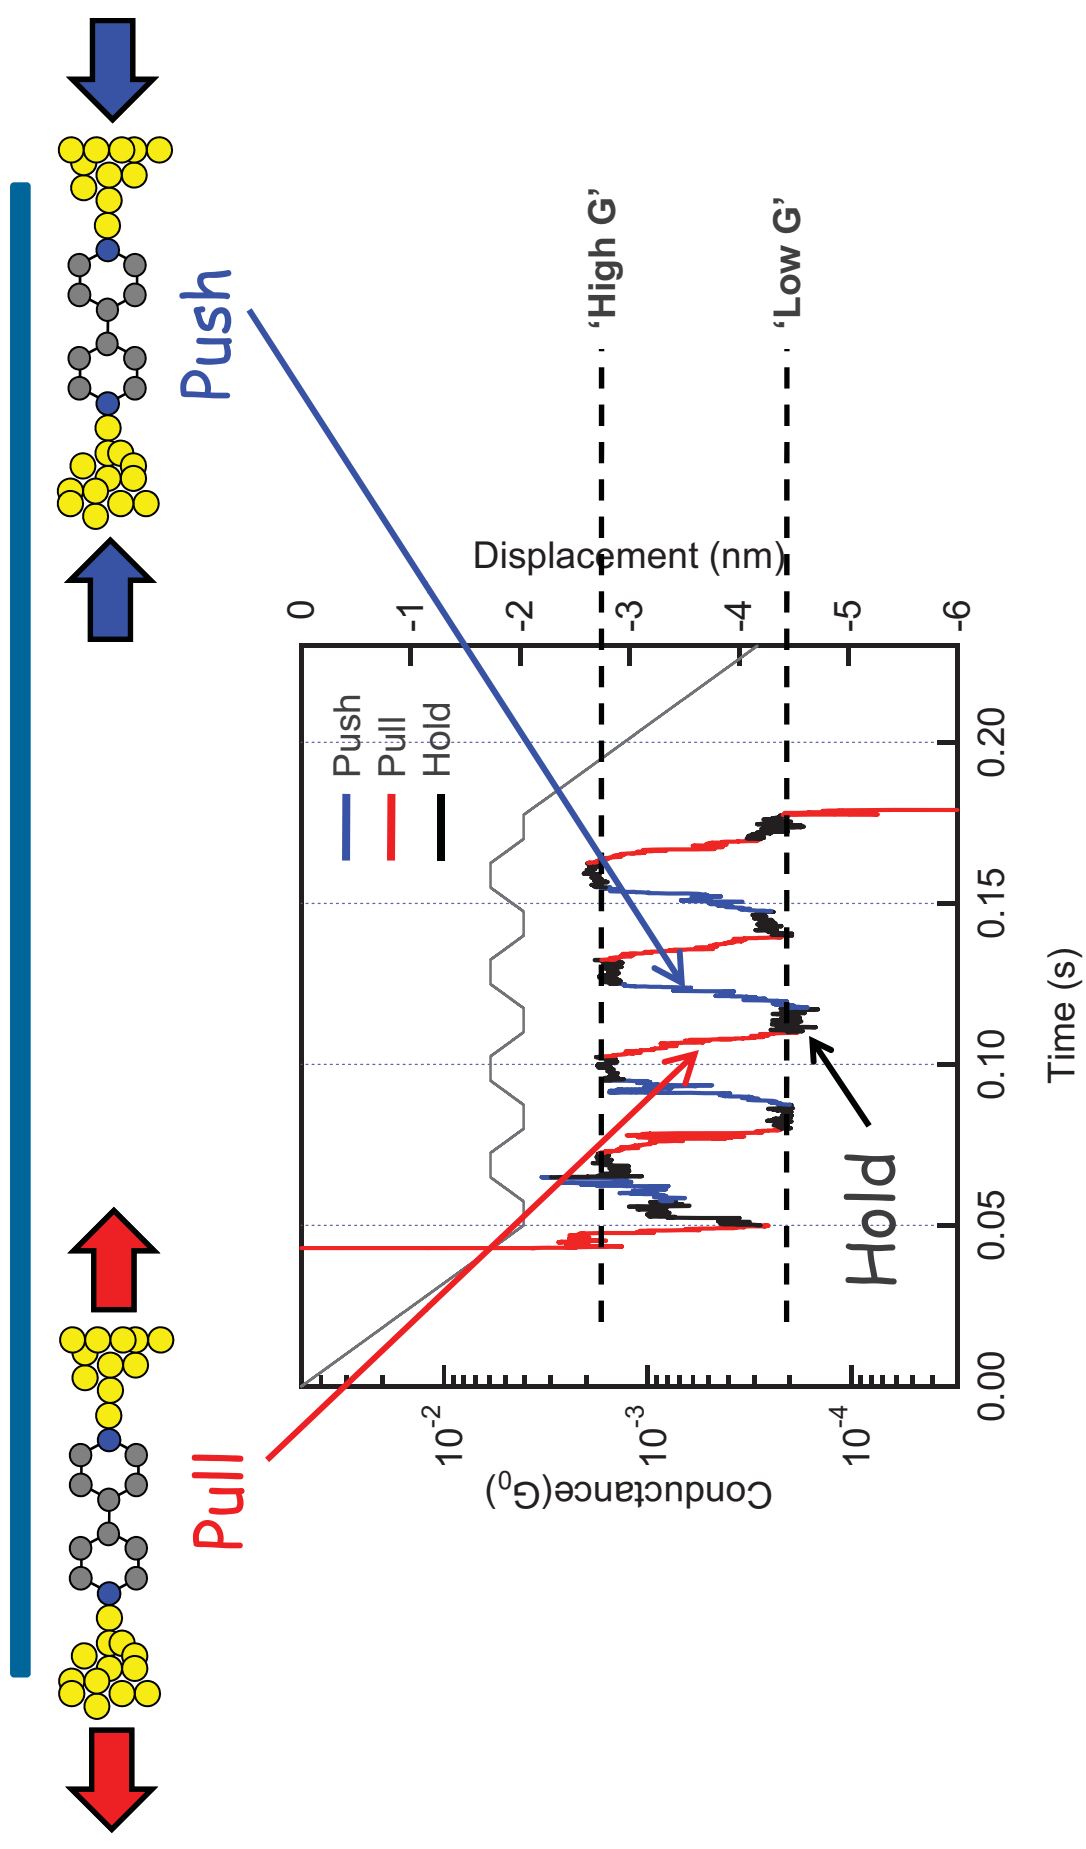 Pull
Push
Push
Pull
Hold
Conductance(G0)
10-2
10-3
10-4
0
-1
-2
-3
-4
-5
-6
Displacement (nm)
‘High G’
‘Low G’
Hold
0.00
0.05
0.10
0.15
0.20
Time (s)